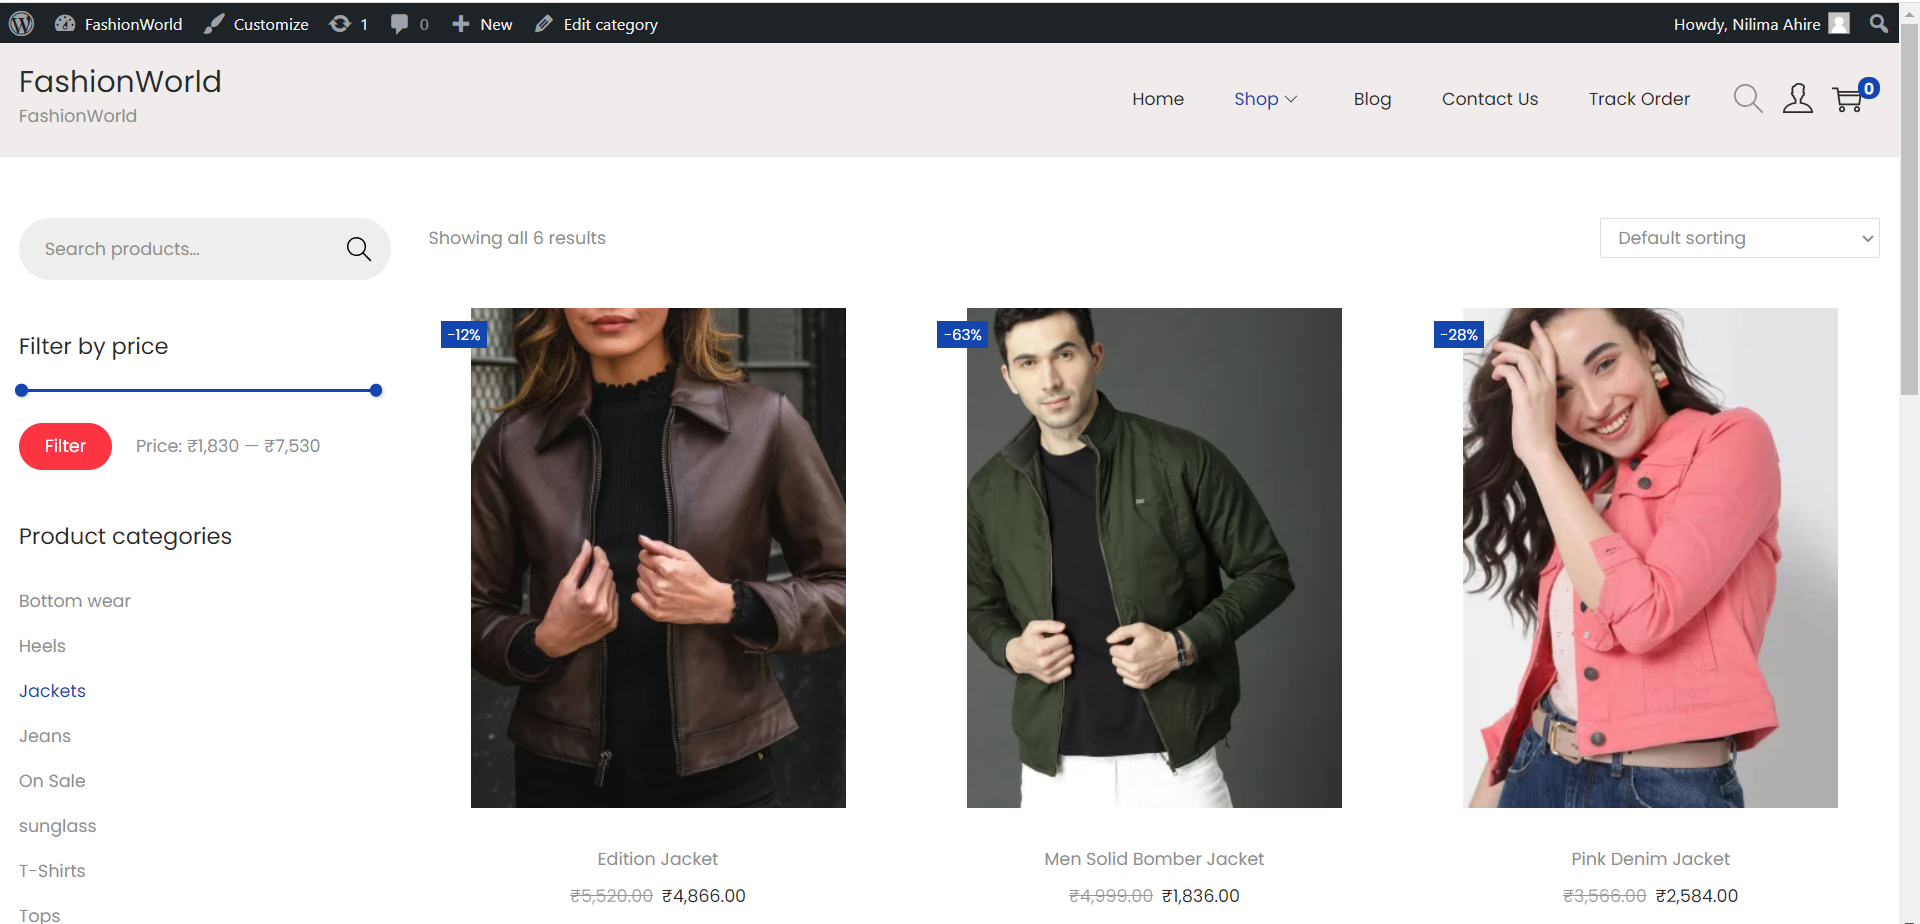 FashionWorld Customize 1 0 New Edit category Howdy, Nilima Ahire
FashionWorld
FashionWorld
Home Shop Blog Contact Us Track Order 0
Search products...
Showing all 6 results
Default sorting
Filter by price
Filter Price: ₹1,830 — ₹7,530
Product categories
Bottom wear
Heels
Jackets
Jeans
On Sale
sunglass
T-Shirts
Tops
-12%
Edition Jacket
₹5,520.00 ₹4,866.00
-63%
Men Solid Bomber Jacket
₹4,999.00 ₹1,836.00
-28%
Pink Denim Jacket
₹3,566.00 ₹2,584.00